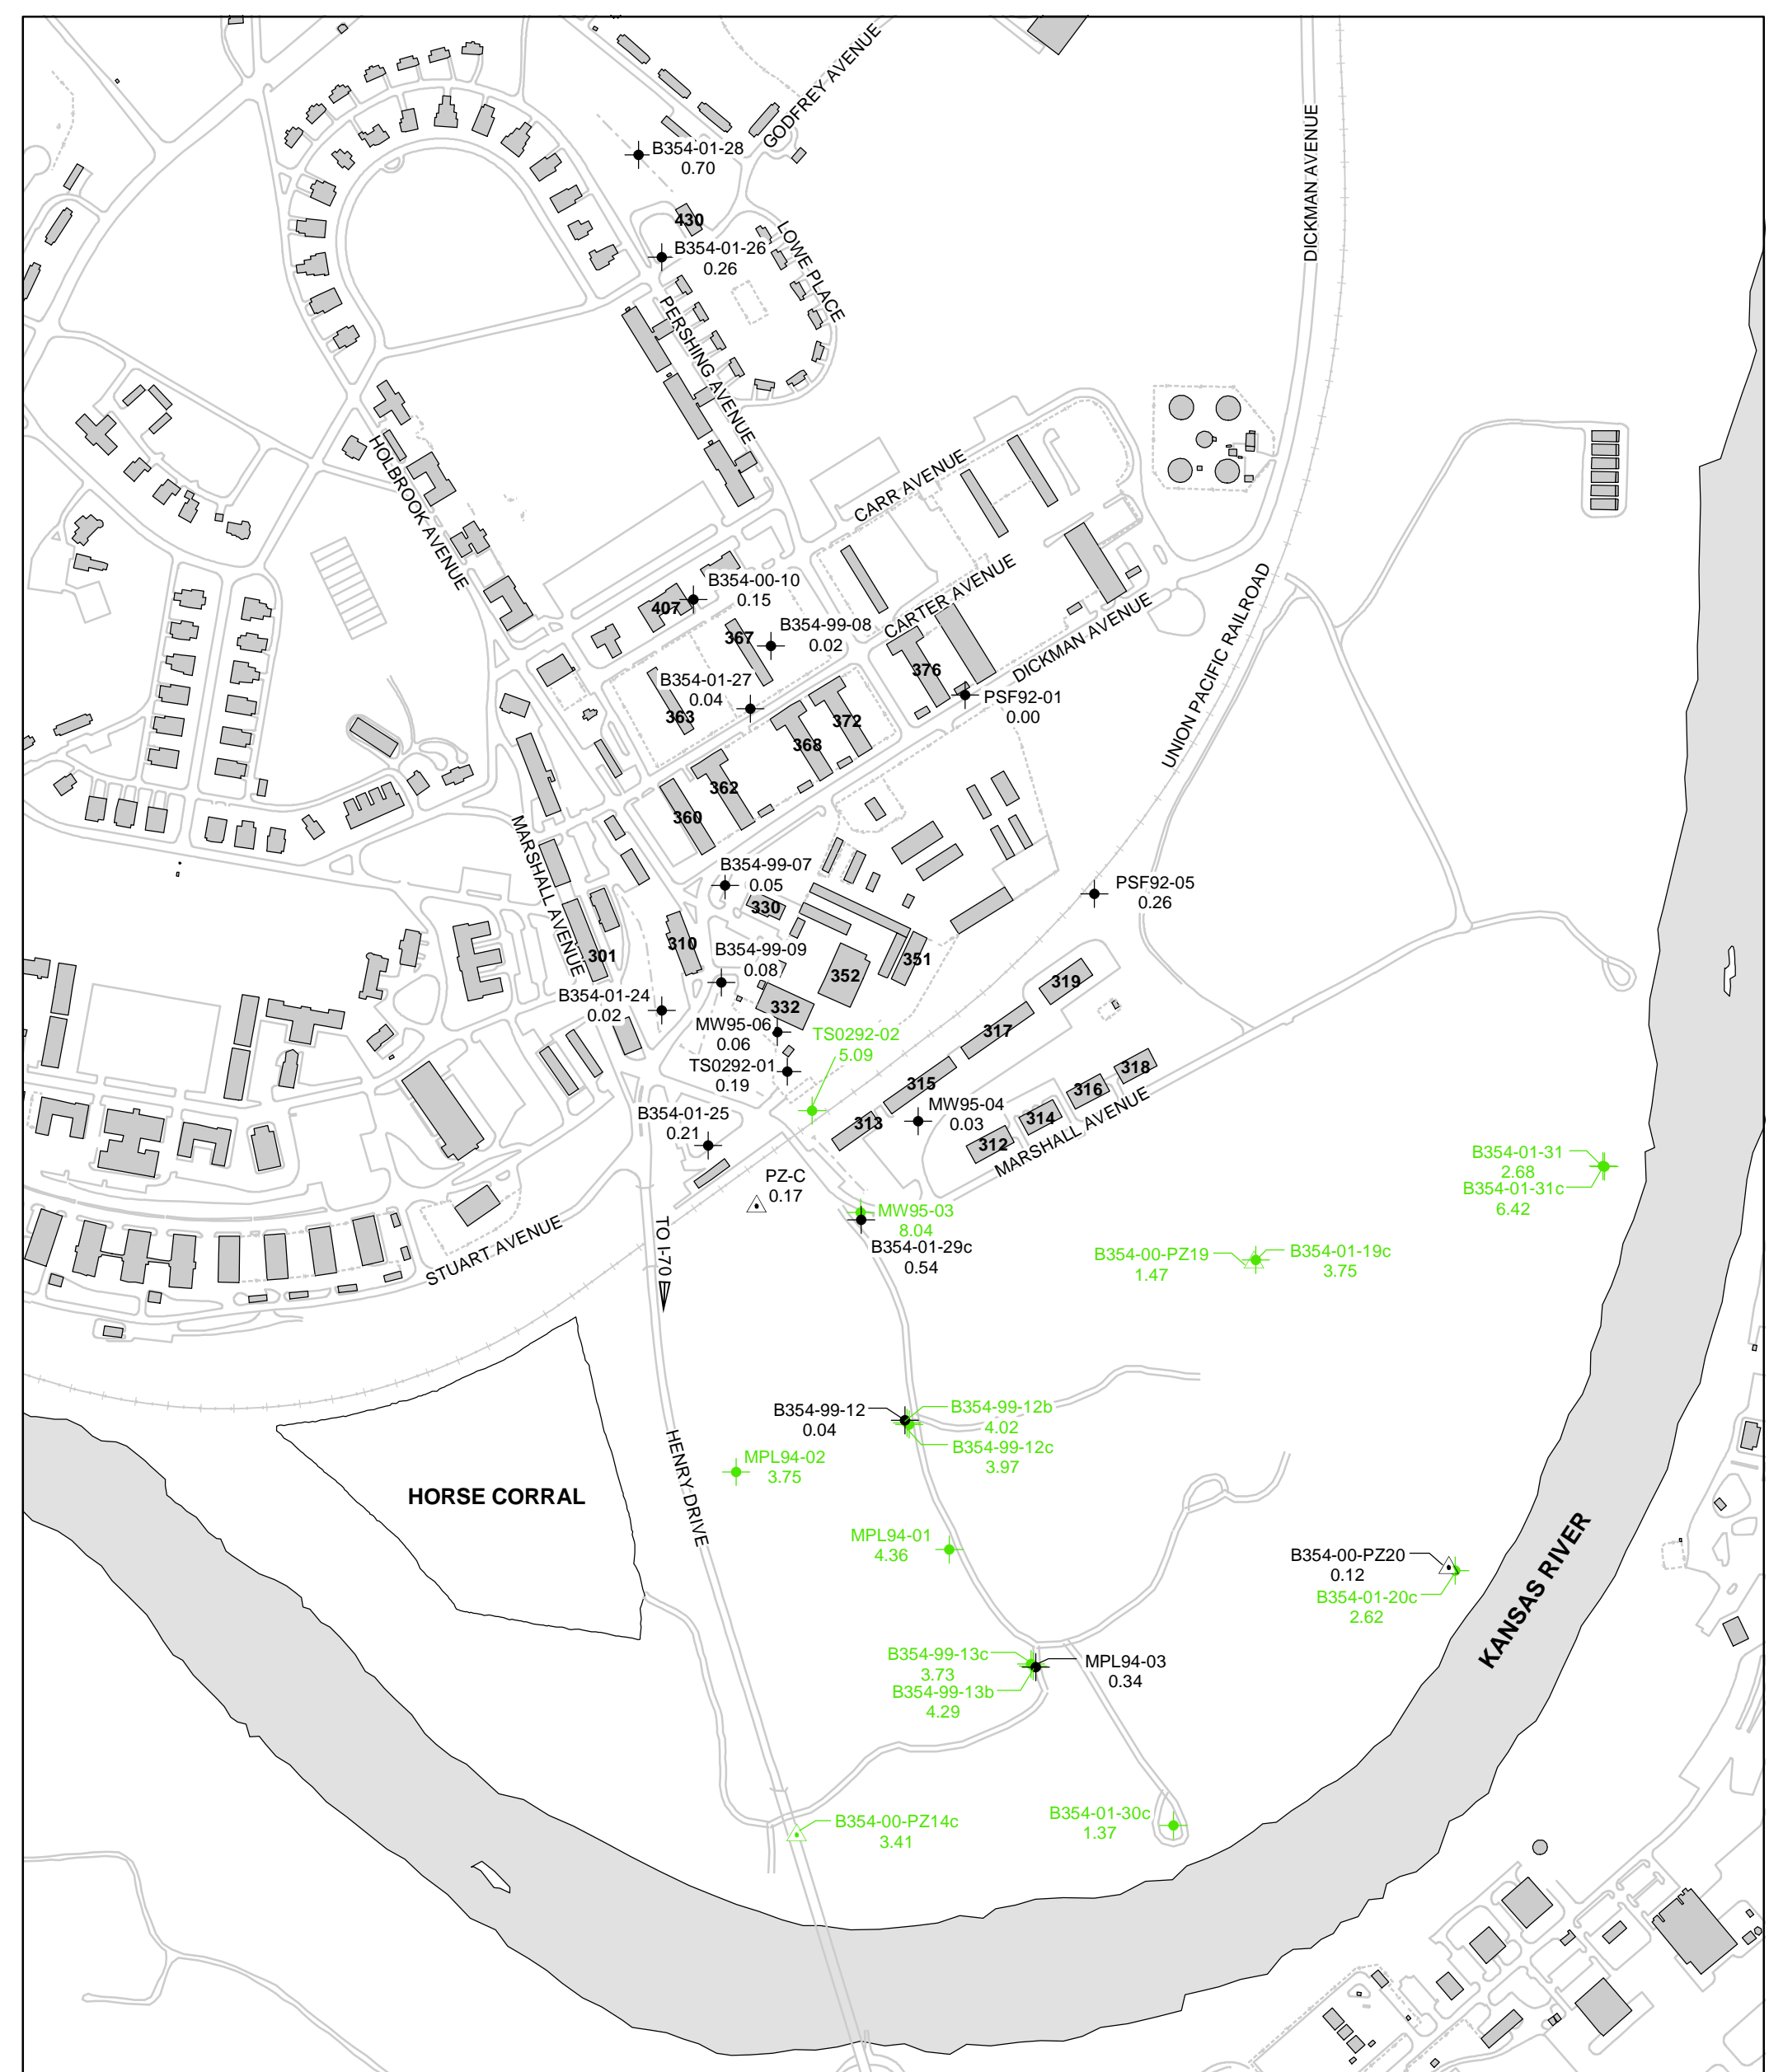 GODFREY AVENUE
DICKMAN AVENUE
B354-01-28
0.70
430
B354-01-26
0.26
LOWE PLACE
PERSHING AVENUE
HOLBROOK AVENUE
CARR AVENUE
CARTER AVENUE
DICKMAN AVENUE
UNION PACIFIC RAILROAD
B354-00-10
0.15
407
B354-99-08
0.02
367
B354-01-27
0.04
363
376
PSF92-01
0.00
372
368
362
360
MARSHALL AVENUE
B354-99-07
0.05
330
PSF92-05
0.26
310
301
B354-99-09
0.08
352
351
319
B354-01-24
0.02
332
MW95-06
0.06
TS0292-02
5.09
317
TS0292-01
0.19
315
318
316
B354-01-25
0.21
313
MW95-04
0.03
314
312
MARSHALL AVENUE
PZ-C
0.17
B354-01-31
2.68
B354-01-31c
6.42
MW95-03
8.04
B354-01-29c
0.54
STUART AVENUE
TO I-70
B354-00-PZ19
1.47
B354-01-19c
3.75
B354-99-12
0.04
B354-99-12b
4.02
B354-99-12c
3.97
MPL94-02
3.75
HORSE CORRAL
HENRY DRIVE
MPL94-01
4.36
B354-00-PZ20
0.12
B354-01-20c
2.62
KANSAS RIVER
B354-99-13c
3.73
B354-99-13b
4.29
MPL94-03
0.34
B354-00-PZ14c
3.41
B354-01-30c
1.37